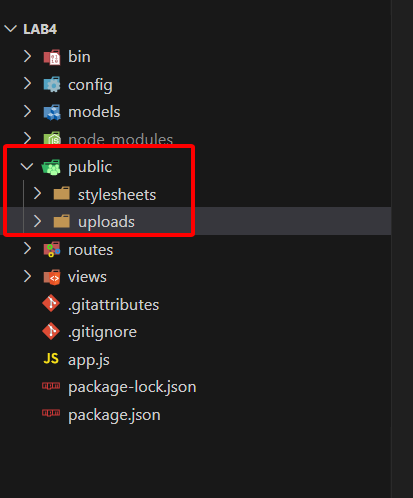 LAB4
bin
config
models
node_modules
public
stylesheets
uploads
routes
views
.gitattributes
.gitignore
JS app.js
package-lock.json
package.json